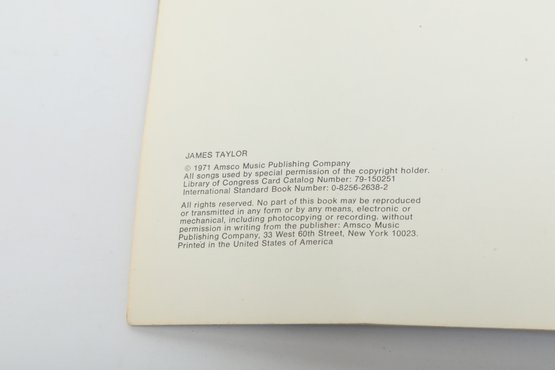 JAMES TAYLOR
© 1971 Amsco Music Publishing Company
All songs used by special permission of the copyright holder.
Library of Congress Card Catalog Number: 79-150251
International Standard Book Number: 0-8256-2638-2
All rights reserved. No part of this book may be reproduced
or transmitted in any form or by any means, electronic or
mechanical, including photocopying or recording, without
permission in writing from the publisher: Amsco Music
Publishing Company, 33 West 60th Street, New York 10023.
Printed in the United States of America